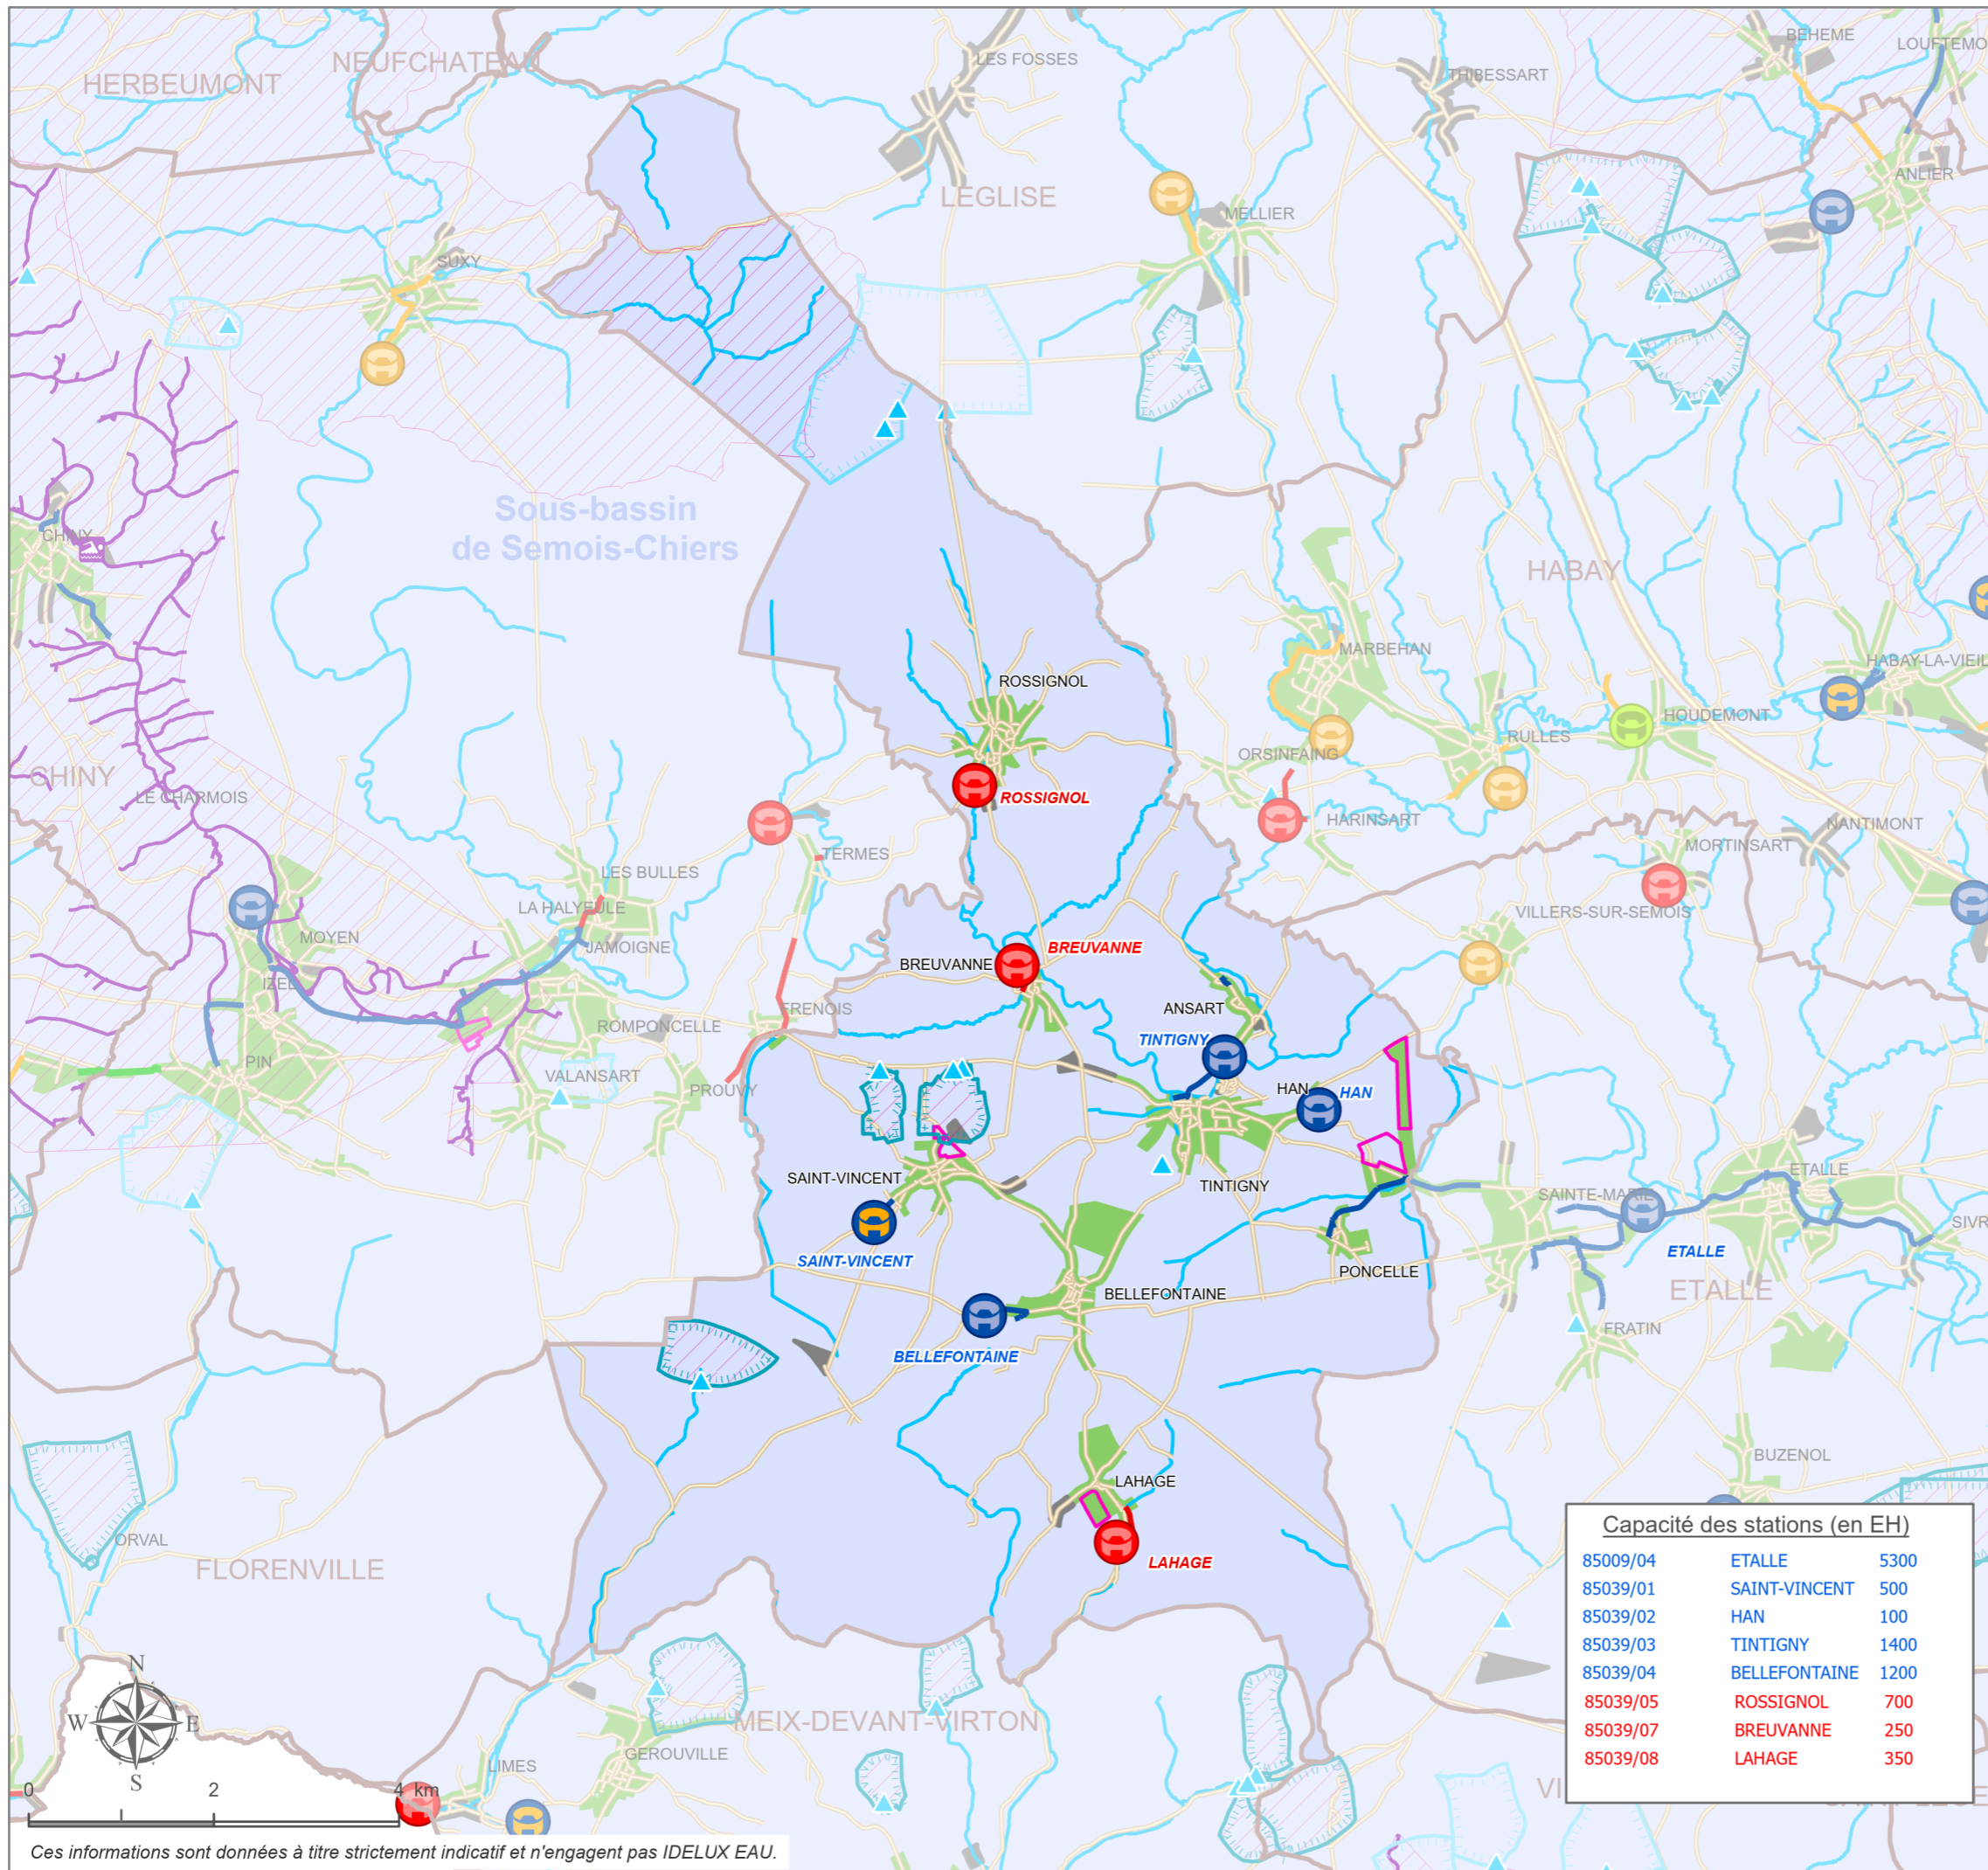 NEUFCHATEAU
HERBEUMONT
LES FOSSES
BEHEME
LOUFTEMO
THIBESSART
ANLIER
LEGLISE
MELLIER
SUXY
Sous-bassin
de Semois-Chiers
CHINY
HABAY
MARBEHAN
HABAY-LA-VIEIL
ROSSIGNOL
HOUDEMONT
RULLES
ORSINFAING
CHINY
LE CHARMOIS
ROSSIGNOL
HARINSART
NANTIMONT
MORTINSART
TERMES
LES BULLES
LA HALYEULE
VILLERS-SUR-SEMOIS
MOYEN
JAMOIGNE
BREUVANNE
BREUVANNE
IZEL
FRENOIS
ANSART
ROMPONCELLE
TINTIGNY
PIN
VALANSART
PROUVY
HAN
HAN
SAINT-VINCENT
TINTIGNY
ETALLE
SAINTE-MARIE
SIVR
SAINT-VINCENT
PONCELLE
ETALLE
ETALLE
BELLEFONTAINE
FRATIN
BELLEFONTAINE
BUZENOL
LAHAGE
ORVAL
LAHAGE
FLORENVILLE
Capacité des stations (en EH)
85009/04 ETALLE 5300
85039/01 SAINT-VINCENT 500
85039/02 HAN 100
85039/03 TINTIGNY 1400
85039/04 BELLEFONTAINE 1200
85039/05 ROSSIGNOL 700
85039/07 BREUVANNE 250
85039/08 LAHAGE 350
N
W E
S
MEIX-DEVANT-VIRTON
GEROUVILLE
LIMES
VI
0 2 4 km
Ces informations sont données à titre strictement indicatif et n'engagent pas IDELUX EAU.